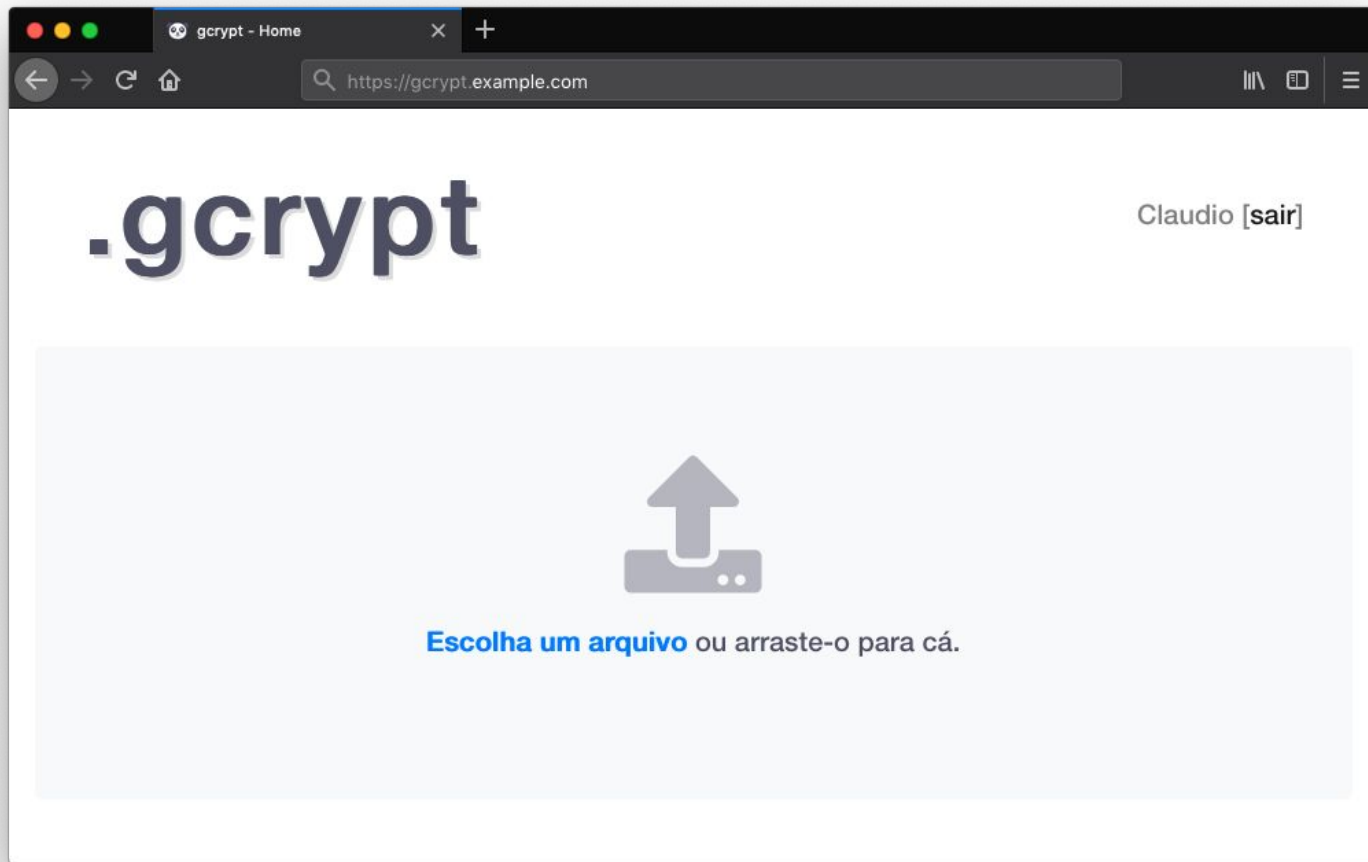 gcrypt - Home
https://gcrypt.example.com
.gcrypt
Claudio [sair]
Escolha um arquivo ou arraste-o para cá.